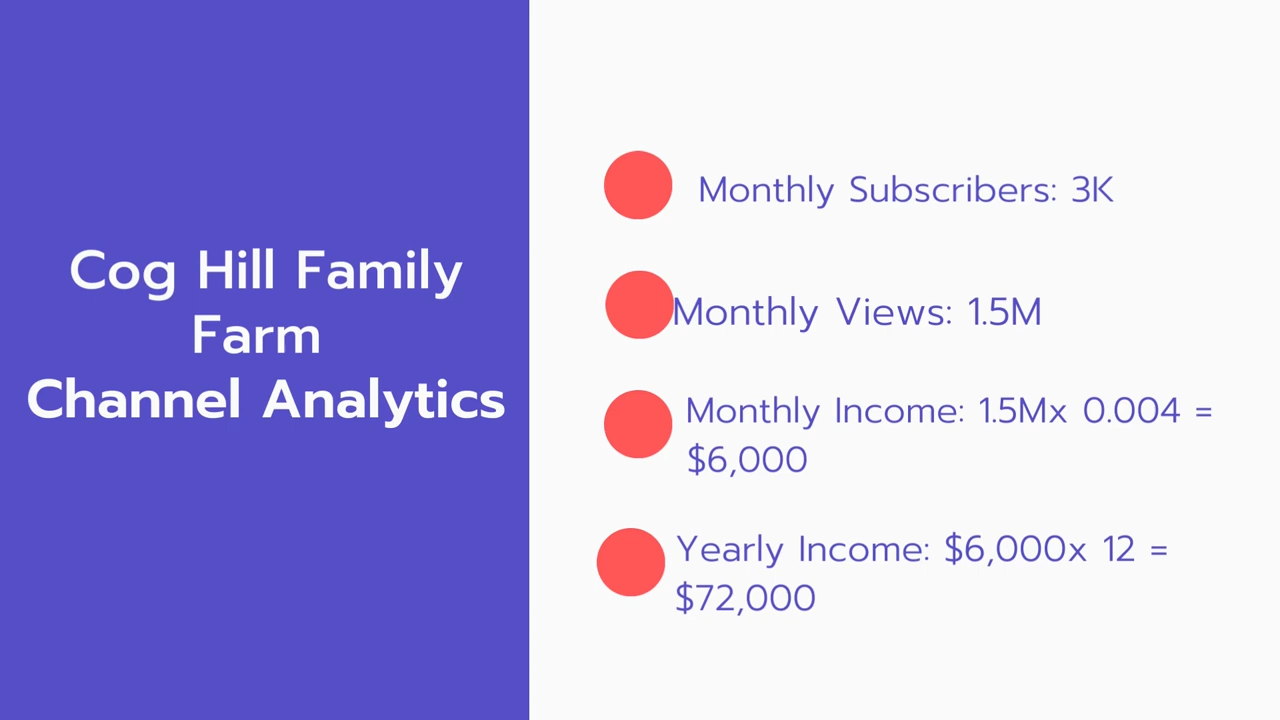 Cog Hill Family
Farm
Channel Analytics
Monthly Subscribers: 3K
Monthly Views: 1.5M
Monthly Income: 1.5Mx 0.004 =
$6,000
Yearly Income: $6,000x 12 =
$72,000